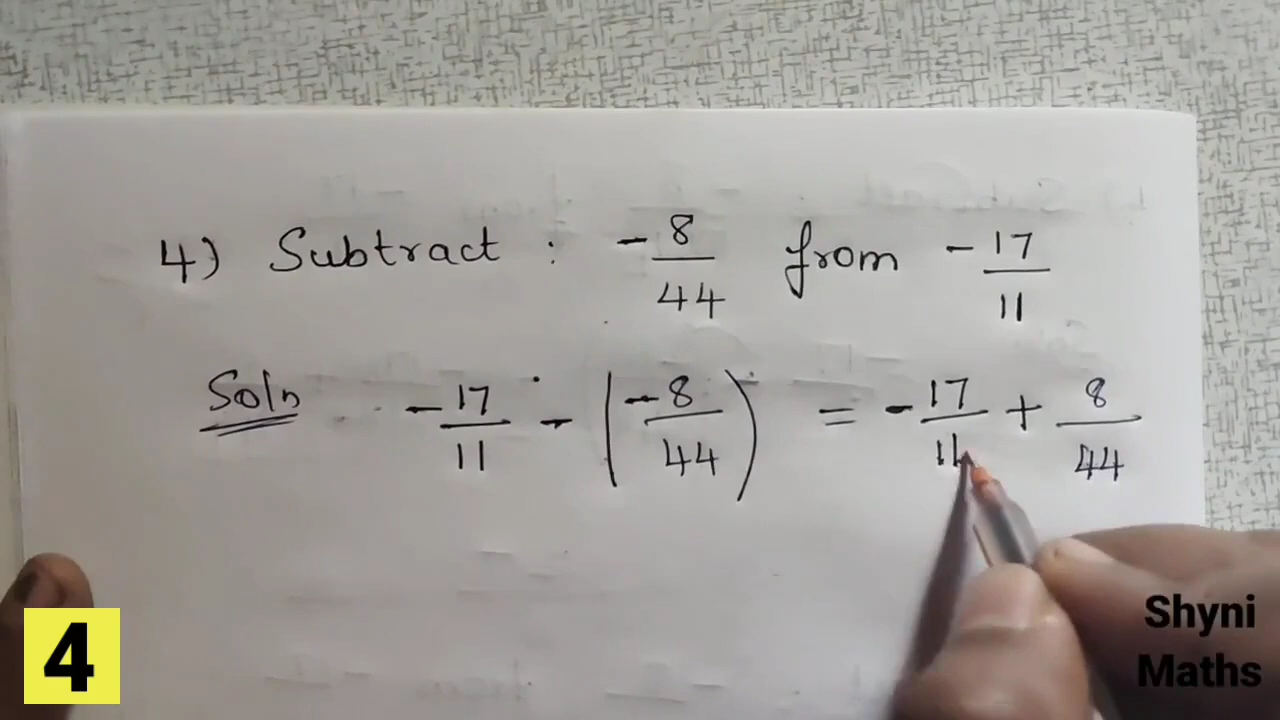 4) Subtract : -8/44 from -17/11
Soln -17/11 - (-8/44) = -17/11 + 8/44
4
Shyni
Maths